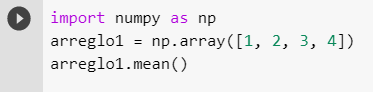 import numpy as np
arreglo1 = np.array([1, 2, 3, 4])
arreglo1.mean()